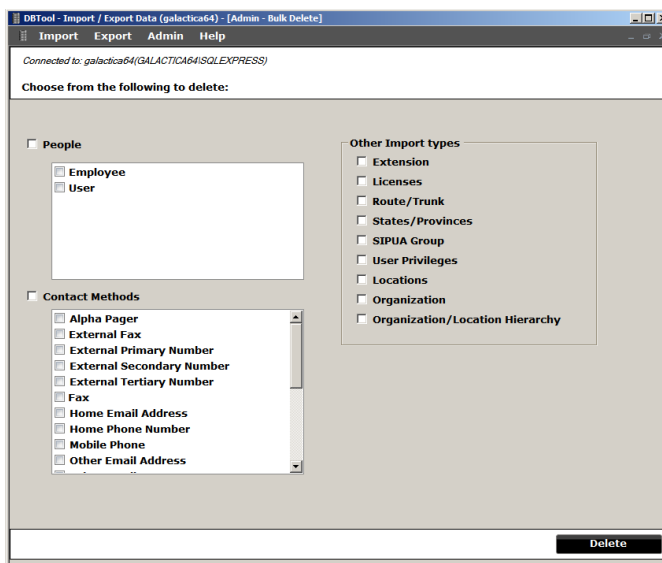 DBTool - Import / Export Data (galactica64) - [Admin - Bulk Delete]
Import Export Admin Help
Connected to: galactica64(GALACTICA64\SQLEXPRESS)
Choose from the following to delete:
People
Employee
User
Contact Methods
Alpha Pager
External Fax
External Primary Number
External Secondary Number
External Tertiary Number
Fax
Home Email Address
Home Phone Number
Mobile Phone
Other Email Address
Other Import types
Extension
Licenses
Route/Trunk
States/Provinces
SIPUA Group
User Privileges
Locations
Organization
Organization/Location Hierarchy
Delete